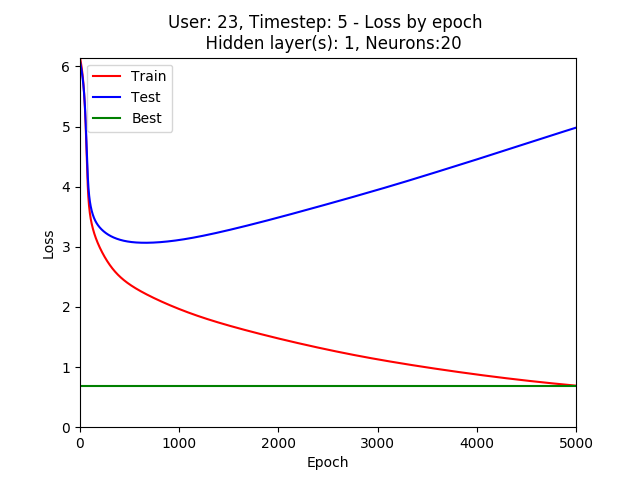 User: 23, Timestep: 5 - Loss by epoch
Hidden layer(s): 1, Neurons:20
Train
Test
Best
Loss
6
5
4
3
2
1
0
0 1000 2000 3000 4000 5000
Epoch